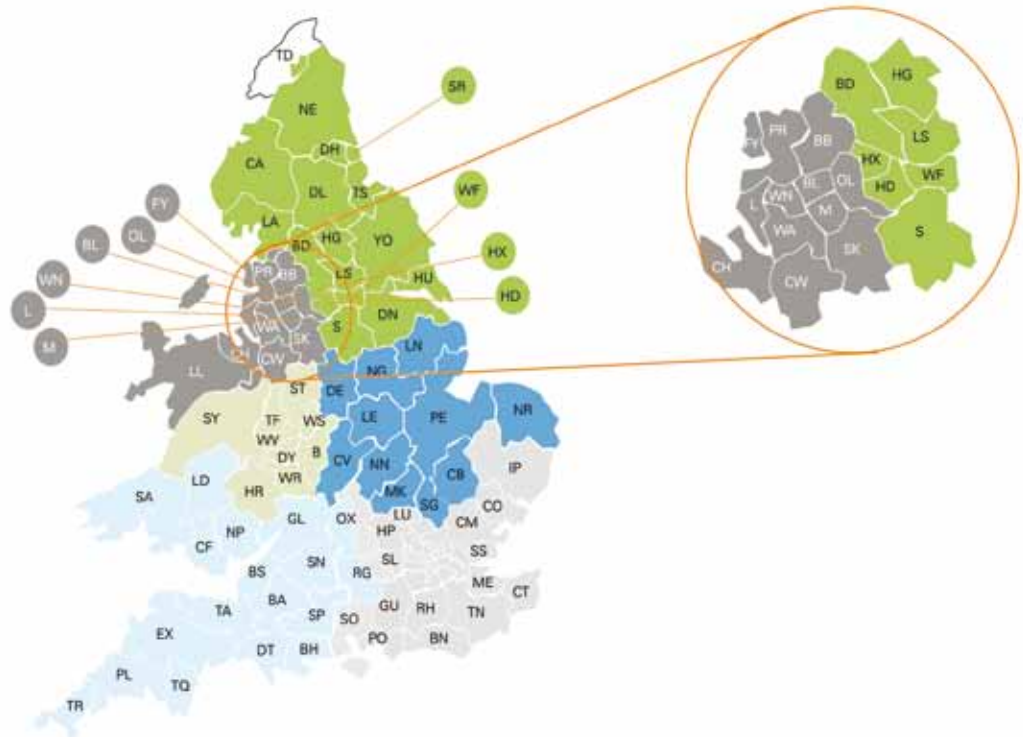 TD
SR
NE
DH
CA
DL
TS
WF
FY
LA
BD
HG
YO
OL
BL
PR
BB
LS
HU
HX
WN
HD
L
WA
S
DN
M
SK
CH
CW
LL
LN
NG
ST
DE
SY
TF
WS
LE
PE
NR
WV
DY
B
CV
NN
CB
IP
WR
HR
MK
SG
LD
SA
GL
OX
LU
CO
NP
HP
CM
CF
SN
SL
SS
BS
RG
ME
CT
BA
TA
SP
SO
GU
RH
TN
EX
DT
BH
PO
BN
PL
TQ
TR
BD
HG
FY
PR
BB
LS
HX
WF
WN
BL
OL
HD
L
M
WA
S
SK
CH
CW